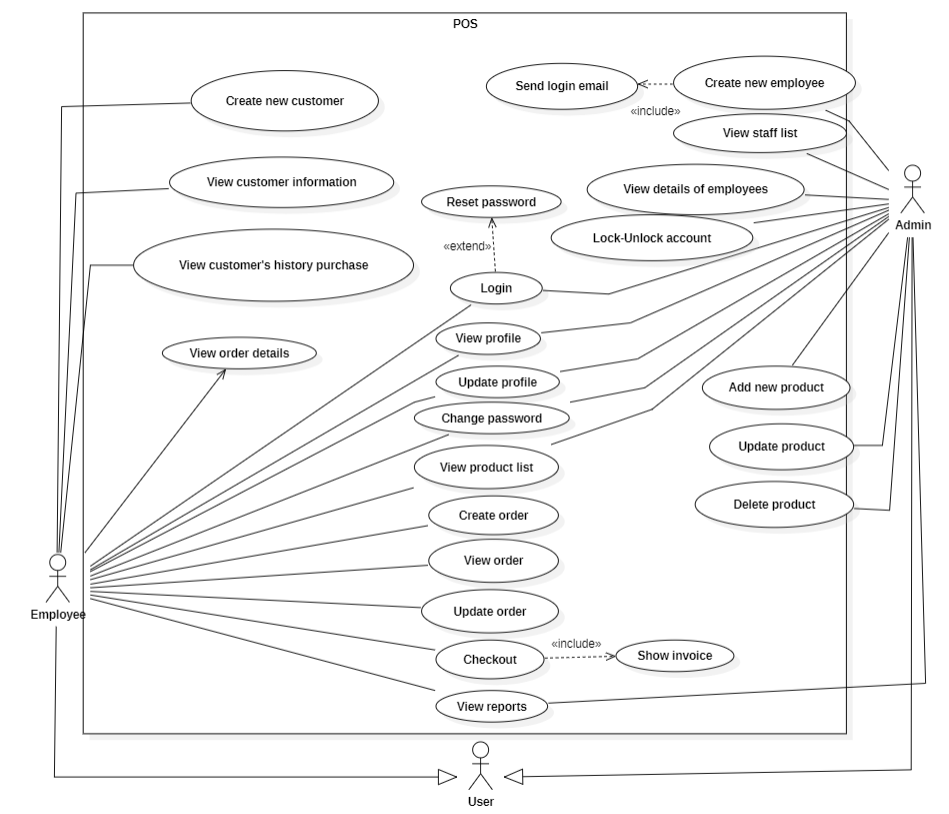 POS
Create new customer
Send login email
Create new employee
«include»
View staff list
View customer information
View details of employees
Reset password
Admin
Lock-Unlock account
«extend»
View customer's history purchase
Login
View profile
View order details
Update profile
Add new product
Change password
Update product
View product list
Delete product
Create order
View order
Employee
Update order
«include»
Checkout
Show invoice
View reports
User